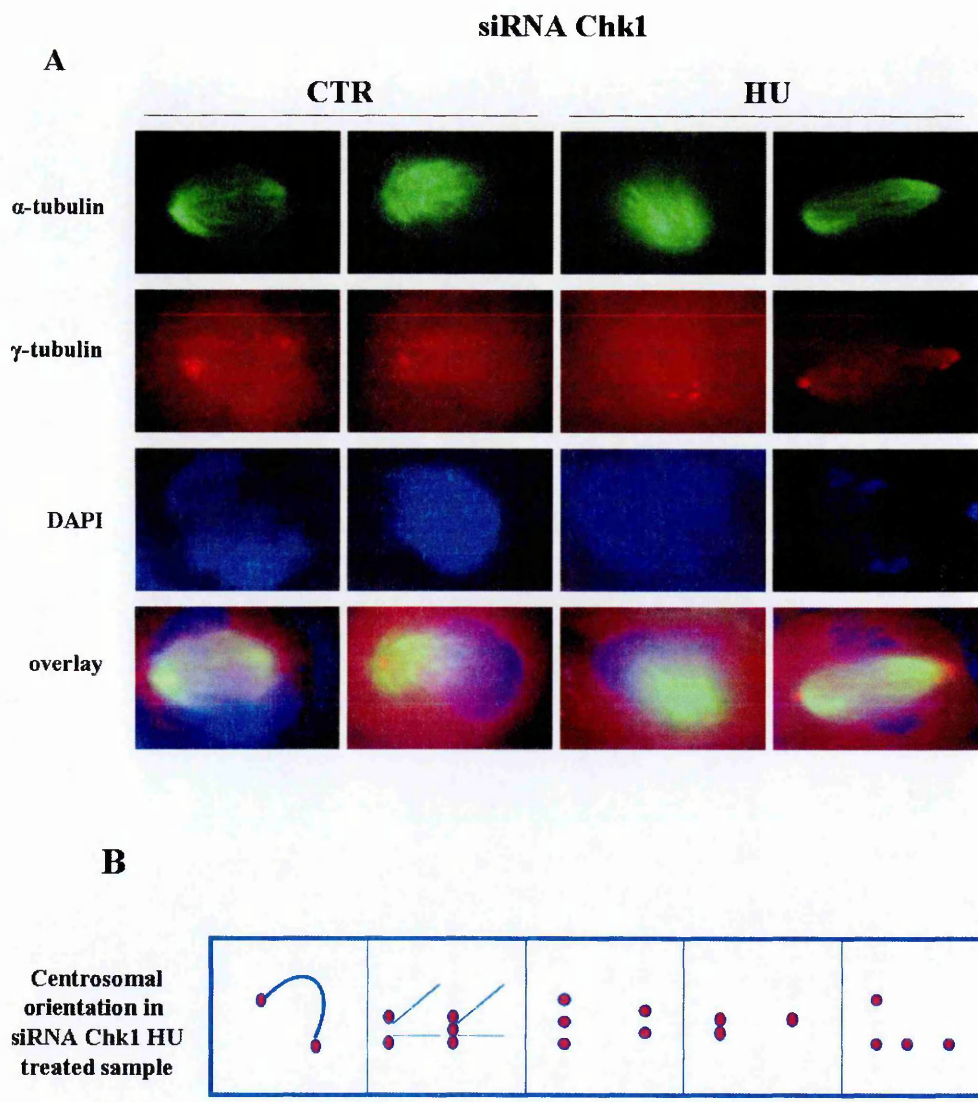 siRNA Chk1
A
CTR
HU
α-tubulin
γ-tubulin
DAPI
overlay
B
Centrosomal
orientation in
siRNA Chk1 HU
treated sample